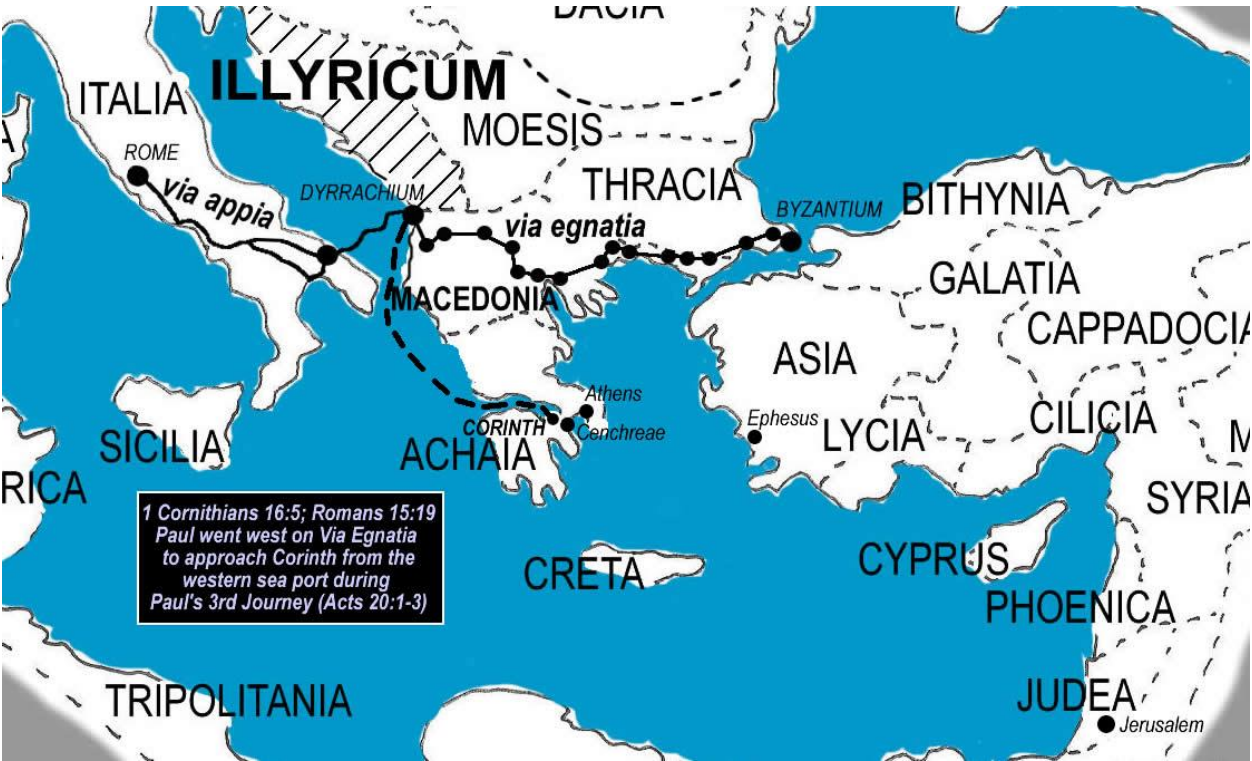 DACIA
ILLYRICUM
ITALIA
MOESIS
ROME
via appia
DYRRACHIUM
THRACIA
BYZANTIUM
BITHYNIA
via egnatia
GALATIA
MACEDONIA
CAPPADOCIA
ASIA
Athens
CORINTH
Cenchreae
Ephesus
LYCIA
CILICIA
SICILIA
ACHAIA
RICA
SYRIA
1 Cornithians 16:5; Romans 15:19
Paul went west on Via Egnatia
to approach Corinth from the
western sea port during
Paul's 3rd Journey (Acts 20:1-3)
CRETA
CYPRUS
PHOENICA
TRIPOLITANIA
JUDEA
Jerusalem